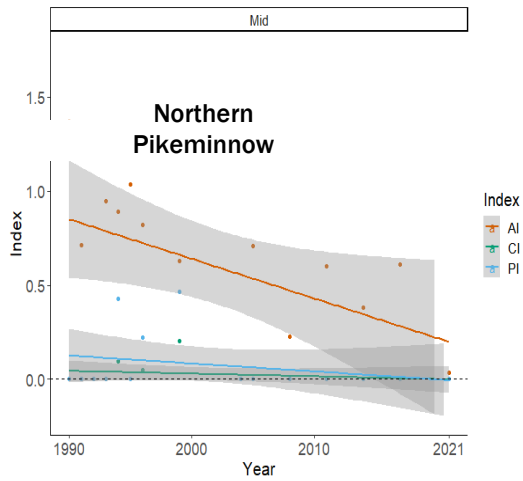 Mid
1.5
Northern
Pikeminnow
1.0
Index
0.5
0.0
Index
AI
CI
PI
1990
2000
2010
2021
Year